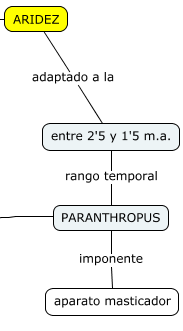 ARIDEZ
adaptado a la
entre 2'5 y 1'5 m.a.
rango temporal
PARANTHROPUS
imponente
aparato masticador